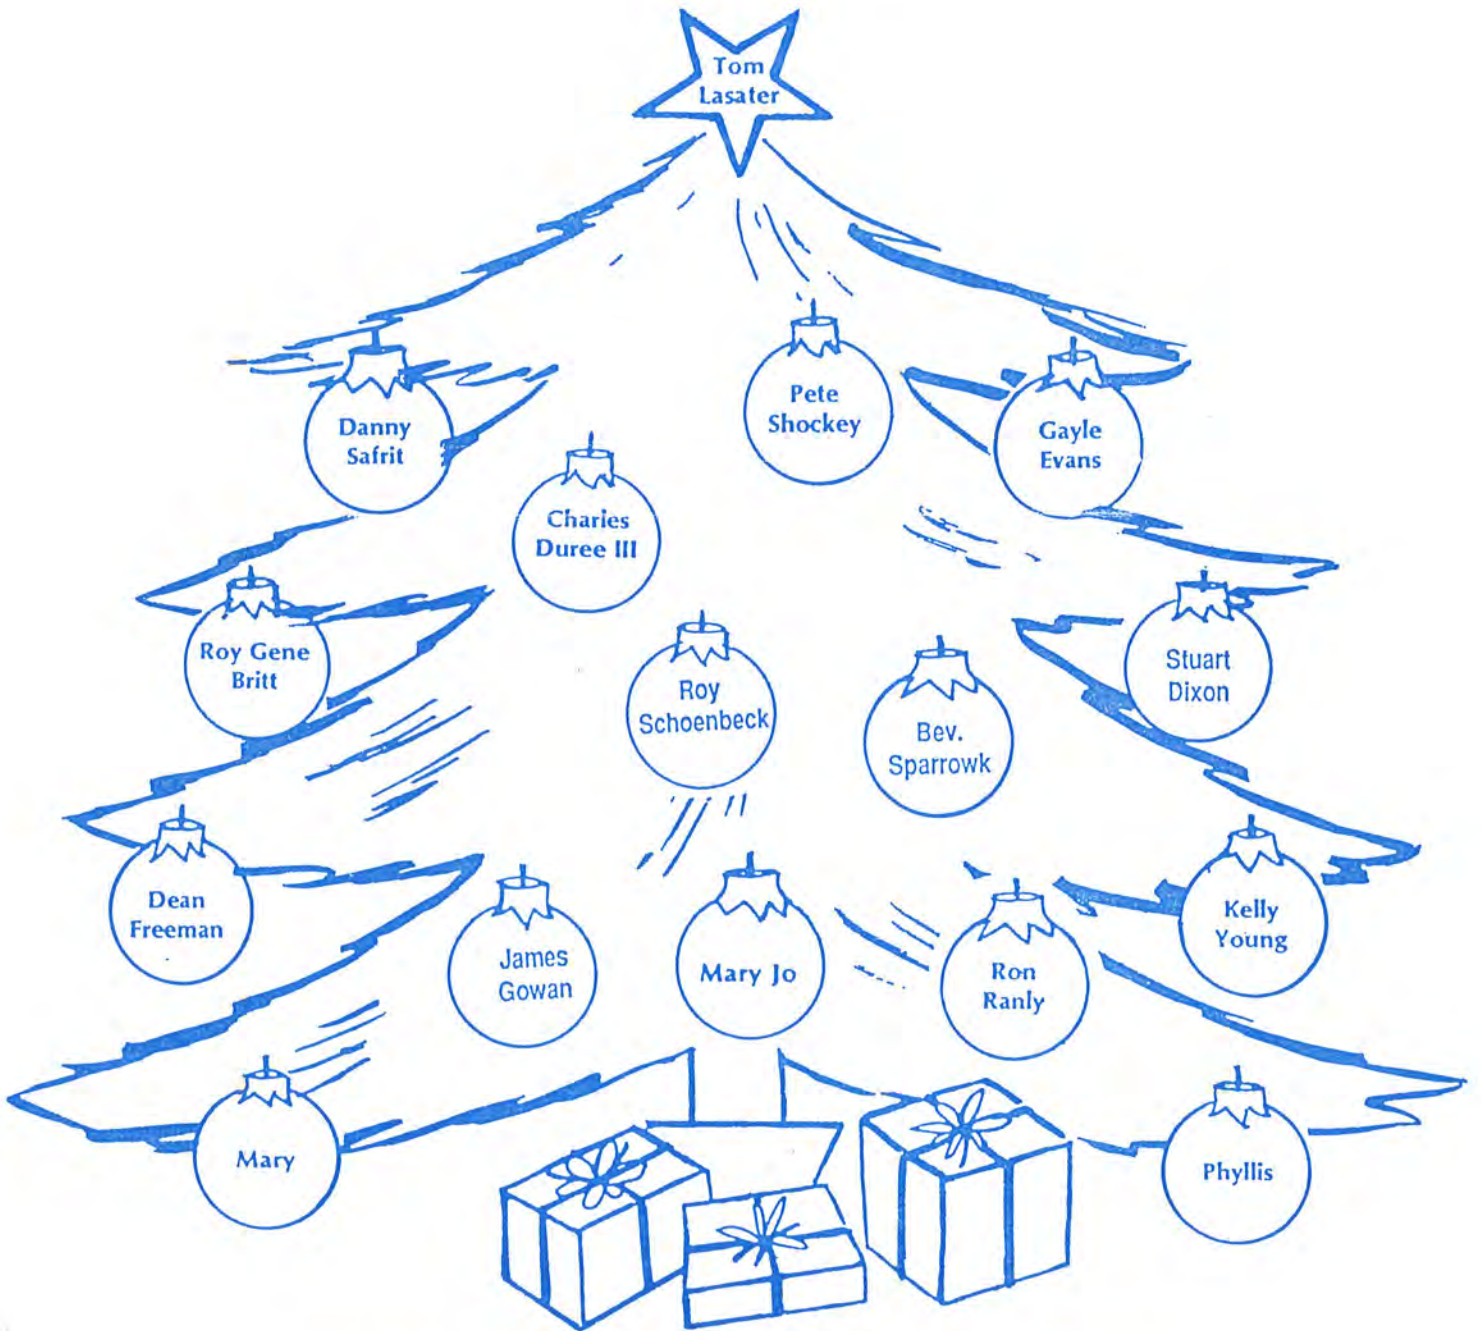 Tom
Lasater
Pete
Shockey
Danny
Safrit
Gayle
Evans
Charles
Duree III
Roy Gene
Britt
Stuart
Dixon
Roy
Schoenbeck
Bev.
Sparrowk
Dean
Freeman
Kelly
Young
James
Gowan
Mary Jo
Ron
Ranly
Mary
Phyllis